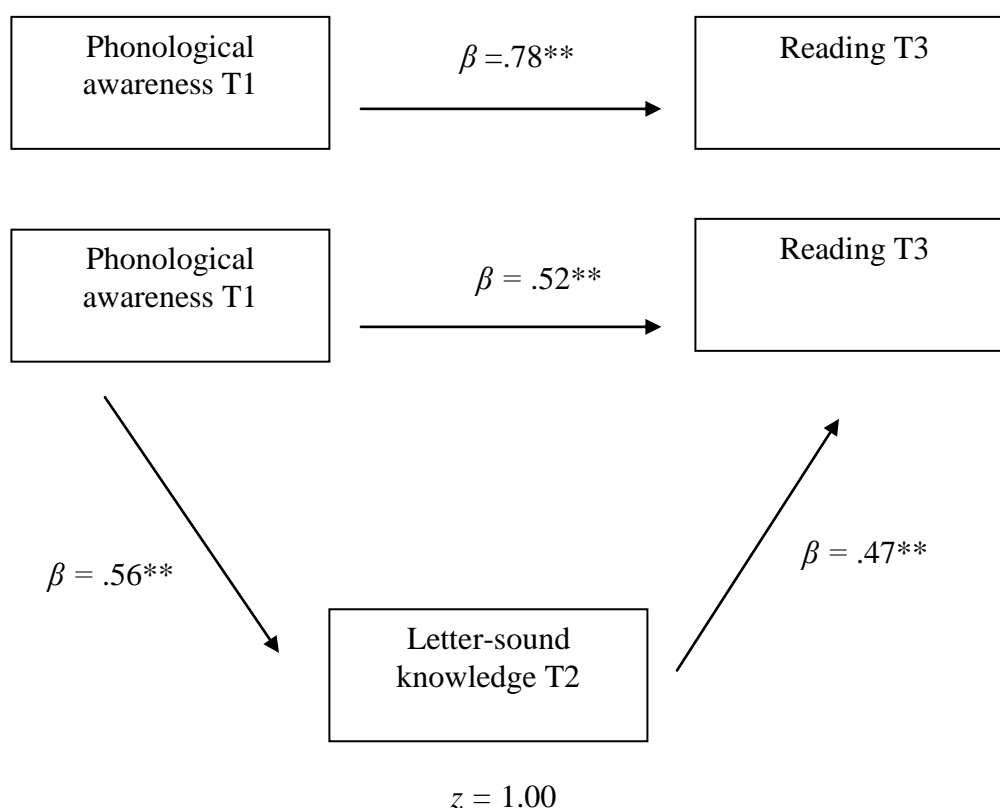 Phonological
awareness T1
β =.78**
Reading T3
Phonological
awareness T1
β = .52**
Reading T3
β = .56**
β = .47**
Letter-sound
knowledge T2
z = 1.00